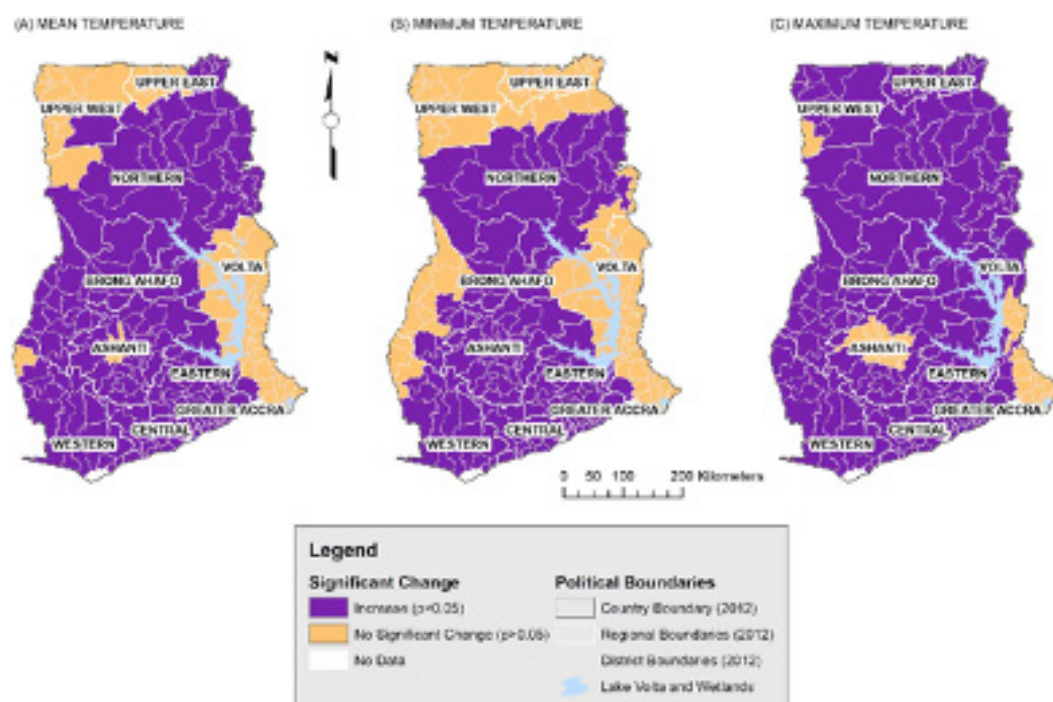 (A) MEAN TEMPERATURE
(B) MINIMUM TEMPERATURE
(C) MAXIMUM TEMPERATURE
N
UPPER EAST
UPPER WEST
NORTHERN
VOLTA
BRONG AHAFO
ASHANTI
EASTERN
GREATER ACCRA
CENTRAL
WESTERN
UPPER EAST
UPPER WEST
NORTHERN
VOLTA
BRONG AHAFO
ASHANTI
EASTERN
GREATER ACCRA
CENTRAL
WESTERN
UPPER EAST
UPPER WEST
NORTHERN
VOLTA
BRONG AHAFO
ASHANTI
EASTERN
GREATER ACCRA
CENTRAL
WESTERN
0 50 100 200 Kilometers
Legend
Significant Change
Increase (p<0.05)
No Significant Change (p>0.05)
No Data
Political Boundaries
Country Boundary (2012)
Regional Boundaries (2012)
District Boundaries (2012)
Lake Volta and Wetlands